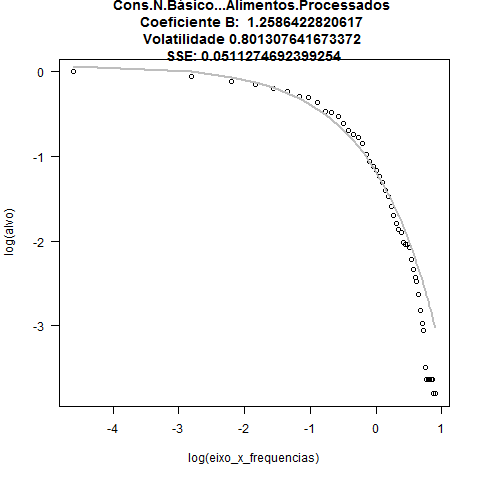 Cons.N.Básico...Alimentos.Processados
Coeficiente B:  1.2586422820617
Volatilidade 0.801307641673372
SSE: 0.0511274692399254
0
-1
-2
-3
log(alvo)
-4
-3
-2
-1
0
1
log(eixo_x_frequencias)